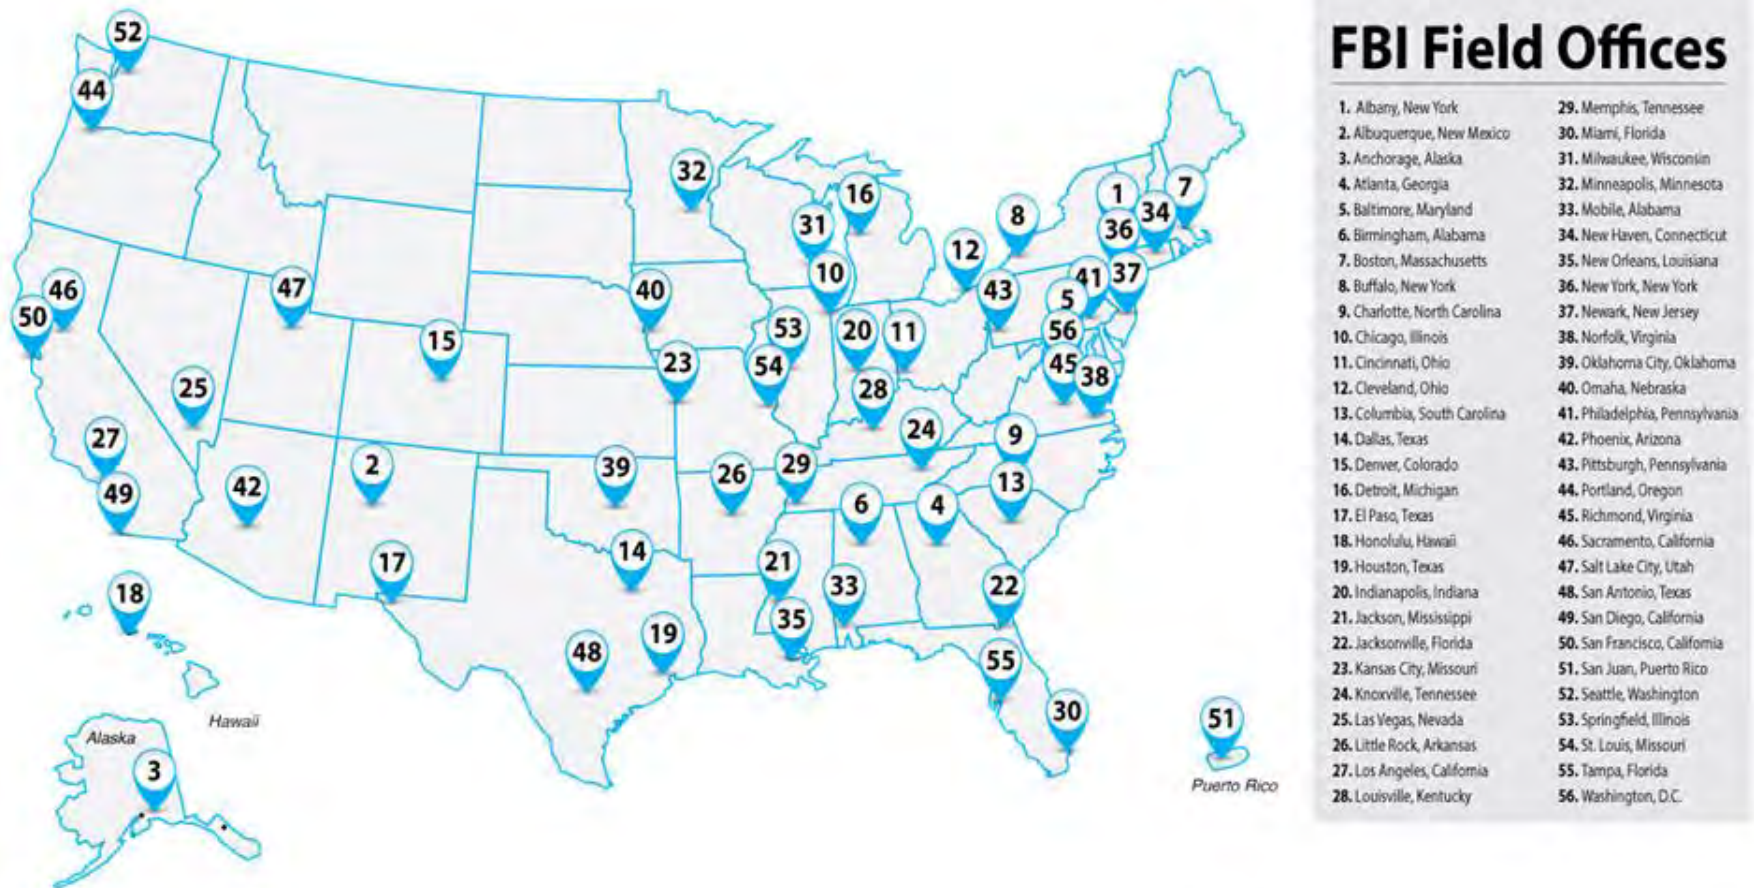 FBI Field Offices
1. Albany, New York
2. Albuquerque, New Mexico
3. Anchorage, Alaska
4. Atlanta, Georgia
5. Baltimore, Maryland
6. Birmingham, Alabama
7. Boston, Massachusetts
8. Buffalo, New York
9. Charlotte, North Carolina
10. Chicago, Illinois
11. Cincinnati, Ohio
12. Cleveland, Ohio
13. Columbia, South Carolina
14. Dallas, Texas
15. Denver, Colorado
16. Detroit, Michigan
17. El Paso, Texas
18. Honolulu, Hawaii
19. Houston, Texas
20. Indianapolis, Indiana
21. Jackson, Mississippi
22. Jacksonville, Florida
23. Kansas City, Missouri
24. Knoxville, Tennessee
25. Las Vegas, Nevada
26. Little Rock, Arkansas
27. Los Angeles, California
28. Louisville, Kentucky
29. Memphis, Tennessee
30. Miami, Florida
31. Milwaukee, Wisconsin
32. Minneapolis, Minnesota
33. Mobile, Alabama
34. New Haven, Connecticut
35. New Orleans, Louisiana
36. New York, New York
37. Newark, New Jersey
38. Norfolk, Virginia
39. Oklahoma City, Oklahoma
40. Omaha, Nebraska
41. Philadelphia, Pennsylvania
42. Phoenix, Arizona
43. Pittsburgh, Pennsylvania
44. Portland, Oregon
45. Richmond, Virginia
46. Sacramento, California
47. Salt Lake City, Utah
48. San Antonio, Texas
49. San Diego, California
50. San Francisco, California
51. San Juan, Puerto Rico
52. Seattle, Washington
53. Springfield, Illinois
54. St. Louis, Missouri
55. Tampa, Florida
56. Washington, D.C.
52
44
32
16
7
1
34
8
31
36
12
10
41
37
47
46
40
43
5
50
53
20
11
56
15
23
54
45
38
25
28
27
24
9
2
39
26
29
49
42
13
6
4
14
17
21
33
22
18
35
19
48
55
30
51
3
Hawaii
Alaska
Puerto Rico